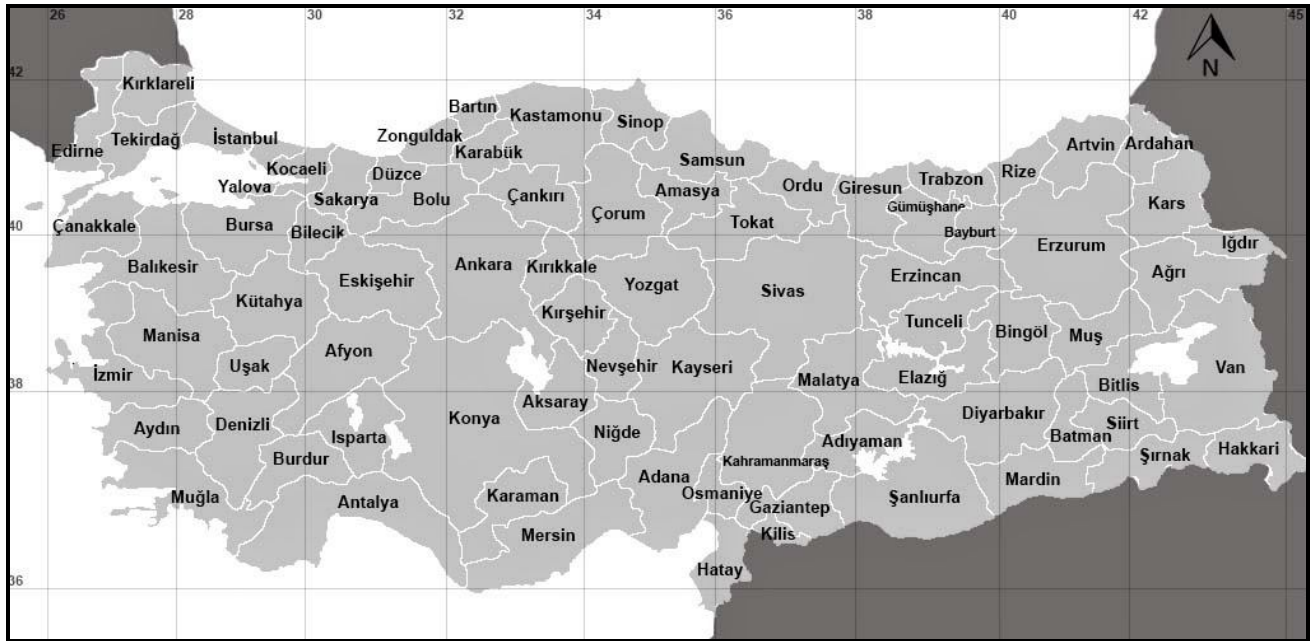 26 28 30 32 34 36 38 40 42 45
N
42
Kırklareli
Bartın Kastamonu Sinop
Edirne Tekirdağ İstanbul Zonguldak Karabük Samsun Artvin Ardahan
Kocaeli Düzce Trabzon Rize
Yalova Sakarya Bolu Çankırı Amasya Ordu Giresun
Kars
Gümüşhane
Çorum Tokat
40
Çanakkale Bursa Bilecik Bayburt Erzurum Iğdır
Balıkesir Eskişehir Ankara Kırıkkale Yozgat Sivas Erzincan Ağrı
Kütahya Kırşehir Tunceli Bingöl Muş
Manisa Uşak Afyon Nevşehir Kayseri Malatya Elazığ Van
İzmir
38
Bitlis
Aksaray Diyarbakır
Aydın Denizli Isparta Konya Niğde Adıyaman Batman Siirt
Burdur Kahramanmaraş Şırnak Hakkari
Muğla Antalya Karaman Adana Osmaniye Gaziantep Şanlıurfa Mardin
Mersin Kilis
Hatay
36